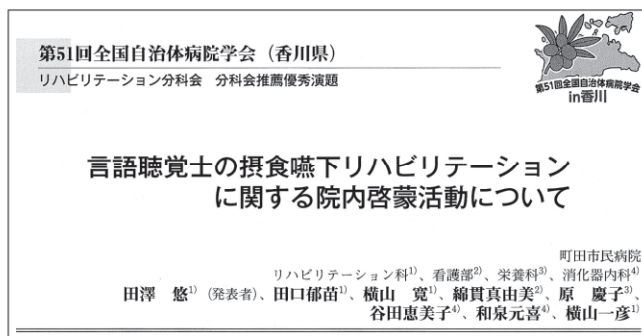 第51回全国自治体病院学会（香川県）
リハビリテーション分科会　分科会推薦優秀演題
第51回全国自治体病院学会
in香川
言語聴覚士の摂食嚥下リハビリテーション
に関する院内啓蒙活動について
町田市民病院
リハビリテーション科1)、看護部2)、栄養科3)、消化器内科4)
田澤　悠1)（発表者）、田口郁苗1)、横山　寛1)、綿貫真由美2)、原　慶子3)、
谷田恵美子4)、和泉元喜4)、横山一彦1)